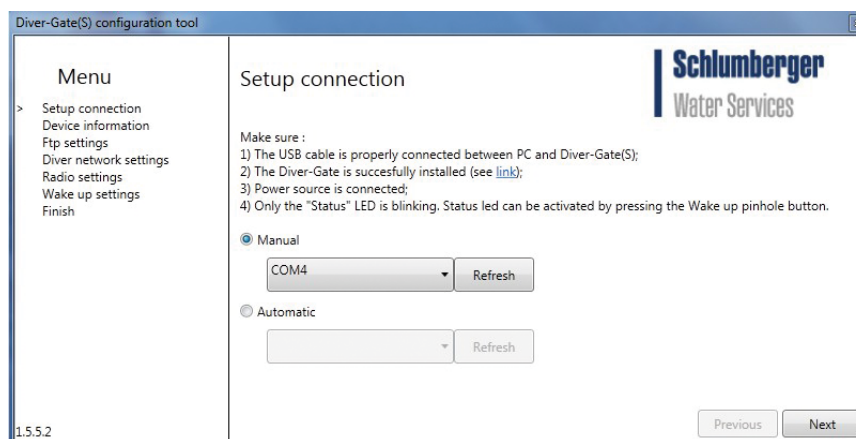 Diver-Gate(S) configuration tool
Menu
> Setup connection
Device information
Ftp settings
Diver network settings
Radio settings
Wake up settings
Finish
1.5.5.2
Setup connection
Schlumberger
Water Services
Make sure :
1) The USB cable is properly connected between PC and Diver-Gate(S);
2) The Diver-Gate is succesfully installed (see link);
3) Power source is connected;
4) Only the "Status" LED is blinking. Status led can be activated by pressing the Wake up pinhole button.
Manual
COM4 Refresh
Automatic
Refresh
Previous Next